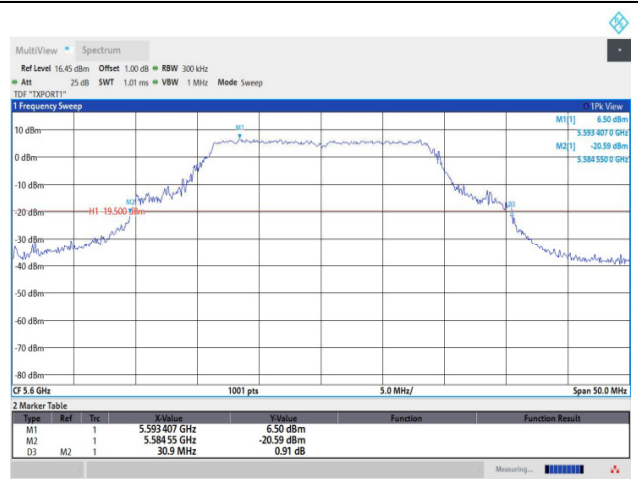 MultiView Spectrum
Ref Level 16.45 dBm Offset 1.00 dB RBW 300 kHz
Att 25 dB SWT 1.01 ms VBW 1 MHz Mode Sweep
TDF "TXPORT1"
1 Frequency Sweep 1Pk View
M1[1] 6.50 dBm
5.593 407 0 GHz
M2[1] -20.59 dBm
5.584 550 0 GHz
10 dBm
M1
0 dBm
-10 dBm
M2
D3
-20 dBm
H1 -19.500 dBm
-30 dBm
-40 dBm
-50 dBm
-60 dBm
-70 dBm
-80 dBm
CF 5.6 GHz 1001 pts 5.0 MHz/ Span 50.0 MHz
2 Marker Table
Type Ref Trc X-Value Y-Value Function Function Result
M1 1 5.593 407 GHz 6.50 dBm
M2 1 5.584 55 GHz -20.59 dBm
D3 M2 1 30.9 MHz 0.91 dB
Measuring...